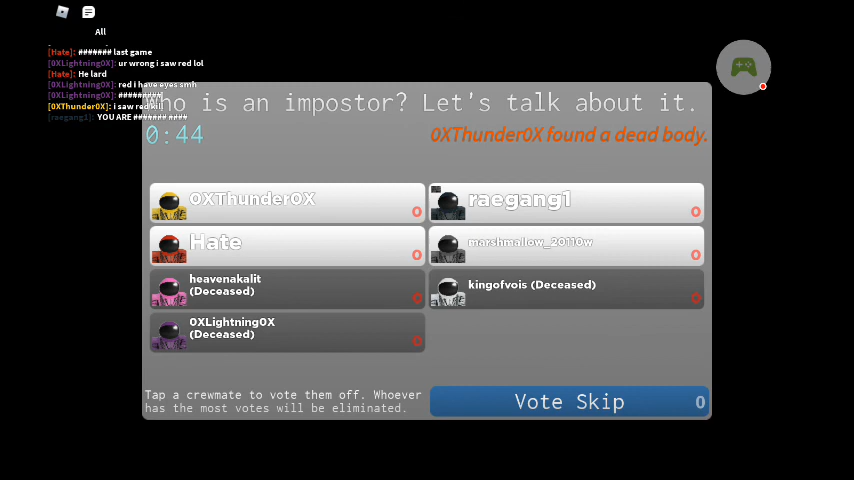 All
[Hate]: ####### last game
[0XLightning0X]: ur wrong i saw red lol
[Hate]: He lard
[0XLightning0X]: red i have eyes smh
[0XLightning0X]: #########
[0XThunder0X]: i saw red kill
[raegang1]: YOU ARE ####### ####
Who is an impostor? Let's talk about it.
0:44
0XThunder0X found a dead body.
0XThunder0X 0
raegang1 0
Hate 0
marshmallow_20110w 0
heavenakalit
(Deceased) 0
kingofvois (Deceased) 0
0XLightning0X
(Deceased) 0
Tap a crewmate to vote them off. Whoever
has the most votes will be eliminated.
Vote Skip 0